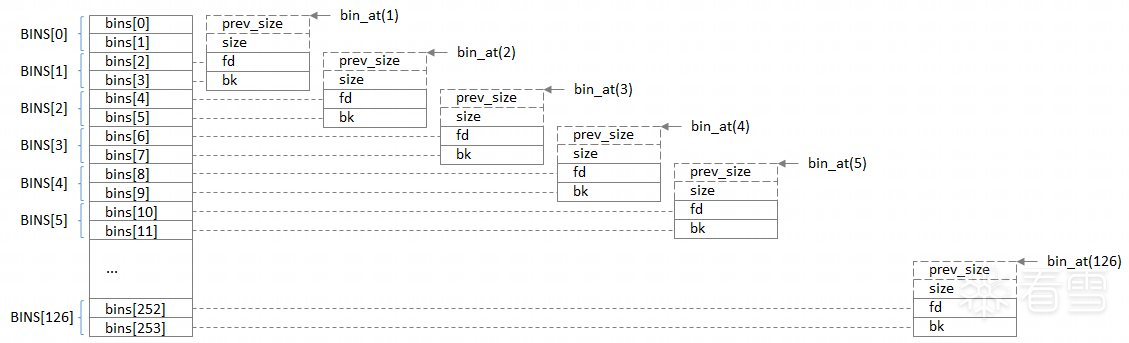 BINS[0]
bins[0]
bins[1]
prev_size
size
fd
bk
bin_at(1)
BINS[1]
bins[2]
bins[3]
prev_size
size
fd
bk
bin_at(2)
BINS[2]
bins[4]
bins[5]
prev_size
size
fd
bk
bin_at(3)
BINS[3]
bins[6]
bins[7]
prev_size
size
fd
bk
bin_at(4)
BINS[4]
bins[8]
bins[9]
prev_size
size
fd
bk
bin_at(5)
BINS[5]
bins[10]
bins[11]
...
prev_size
size
fd
bk
bin_at(126)
BINS[126]
bins[252]
bins[253]
看雪